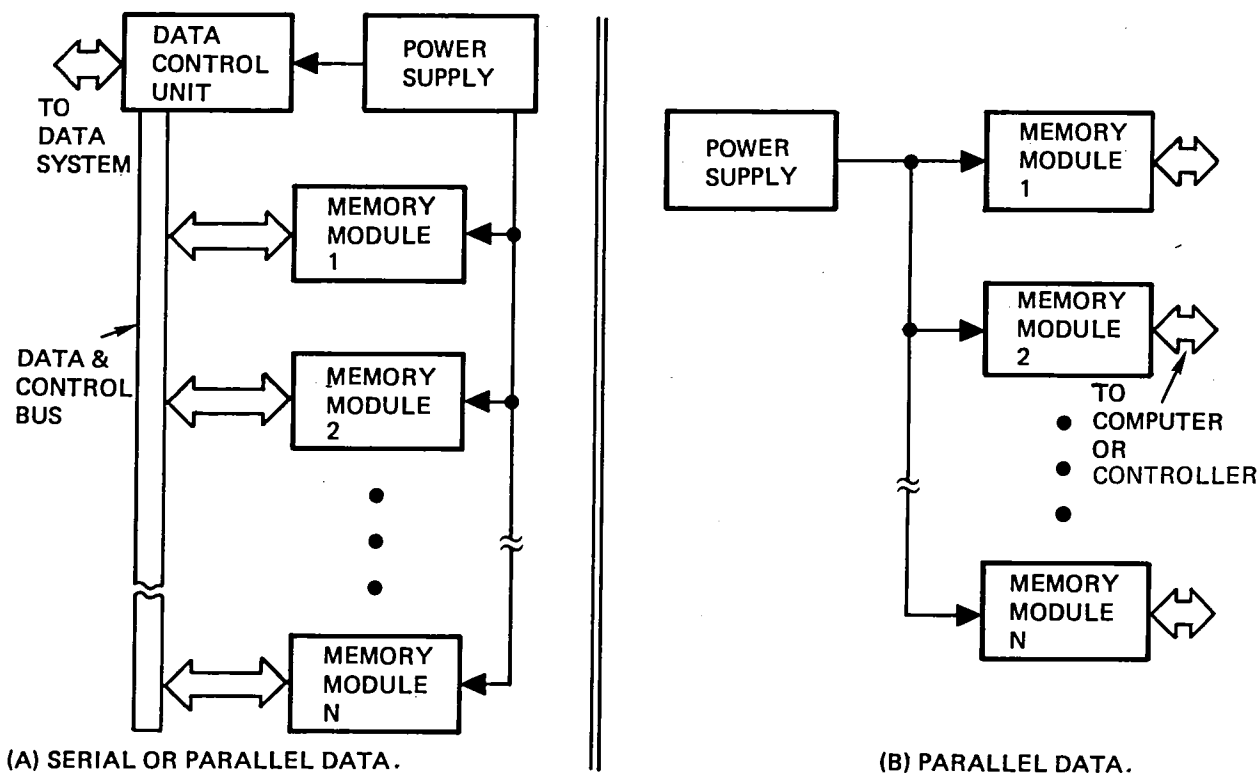 DATA
CONTROL
UNIT
POWER
SUPPLY
TO
DATA
SYSTEM
MEMORY
MODULE
1
DATA &
CONTROL
BUS
MEMORY
MODULE
2
MEMORY
MODULE
N
(A) SERIAL OR PARALLEL DATA.
POWER
SUPPLY
MEMORY
MODULE
1
MEMORY
MODULE
2
TO
COMPUTER
OR
CONTROLLER
MEMORY
MODULE
N
(B) PARALLEL DATA.